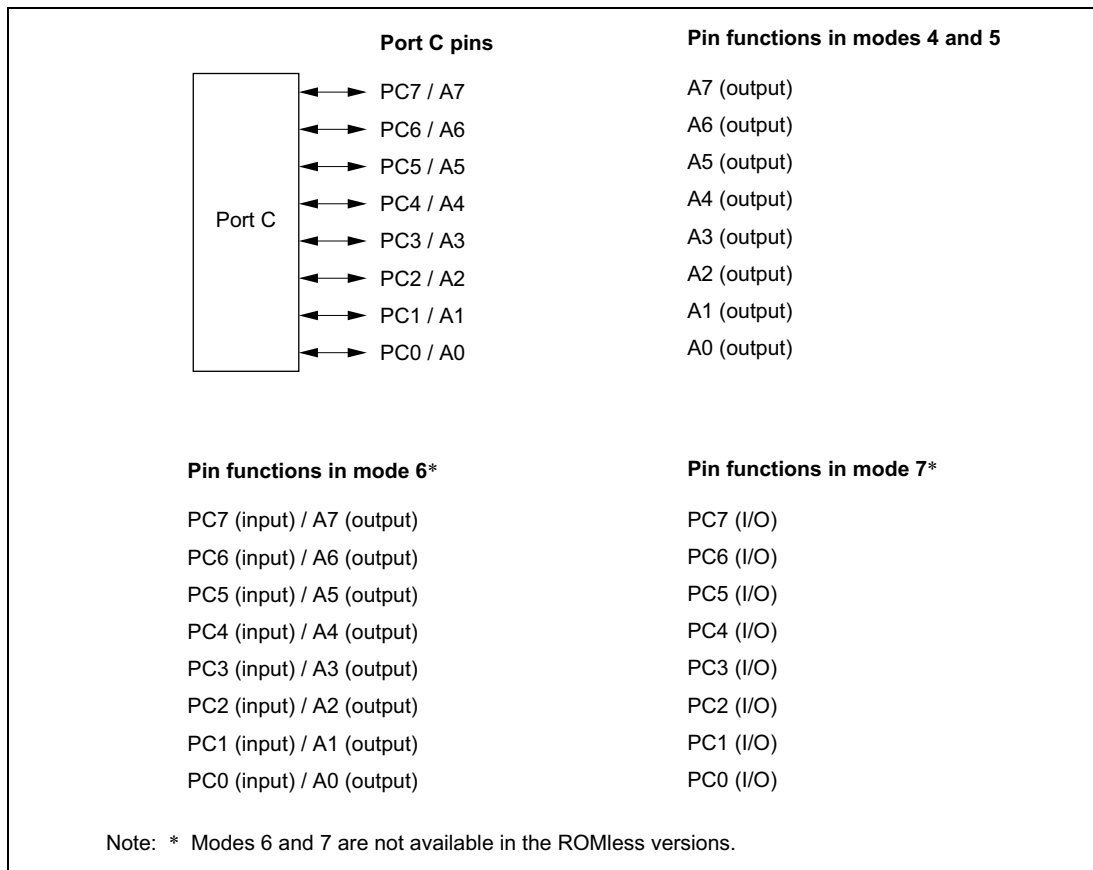 Port C pins
Pin functions in modes 4 and 5
Port C
PC7 / A7
A7 (output)
PC6 / A6
A6 (output)
PC5 / A5
A5 (output)
PC4 / A4
A4 (output)
PC3 / A3
A3 (output)
PC2 / A2
A2 (output)
PC1 / A1
A1 (output)
PC0 / A0
A0 (output)
Pin functions in mode 6*
Pin functions in mode 7*
PC7 (input) / A7 (output)
PC7 (I/O)
PC6 (input) / A6 (output)
PC6 (I/O)
PC5 (input) / A5 (output)
PC5 (I/O)
PC4 (input) / A4 (output)
PC4 (I/O)
PC3 (input) / A3 (output)
PC3 (I/O)
PC2 (input) / A2 (output)
PC2 (I/O)
PC1 (input) / A1 (output)
PC1 (I/O)
PC0 (input) / A0 (output)
PC0 (I/O)
Note: * Modes 6 and 7 are not available in the ROMless versions.